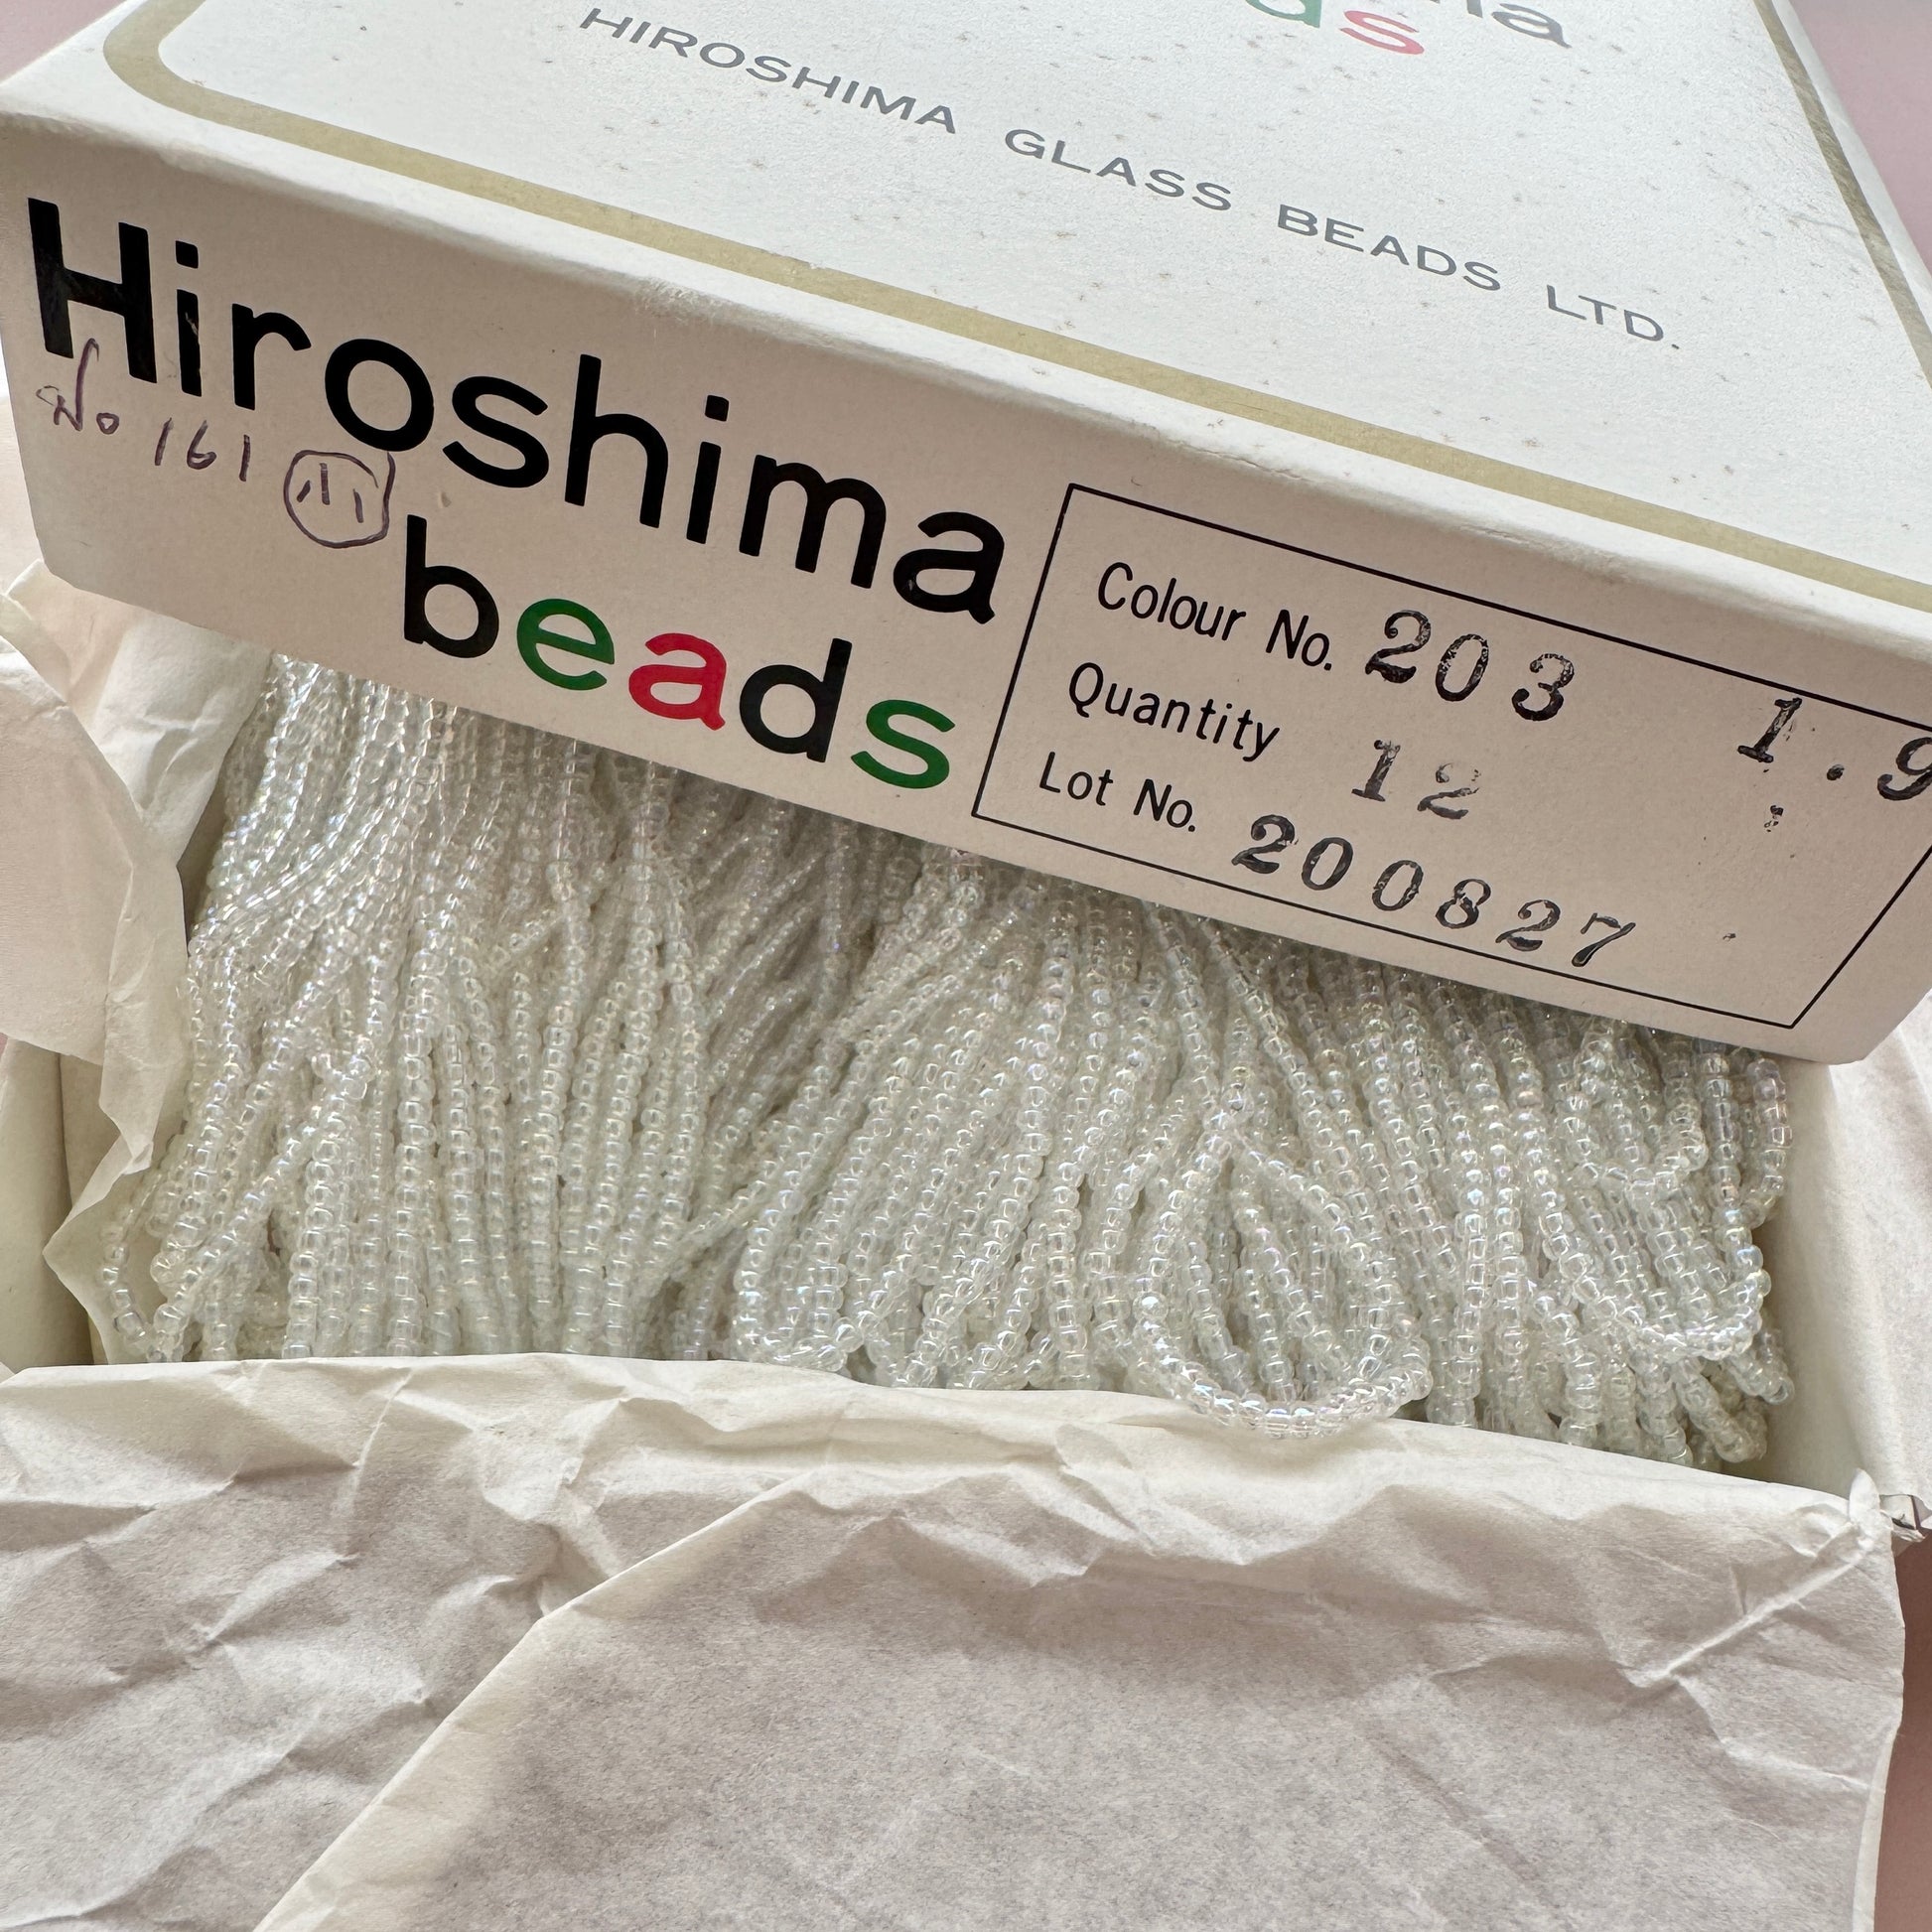 HIROSHIMA GLASS BEADS LTD.
Hiroshima
beads
No 161 小
Colour No. 203
Quantity 12 1.9
Lot No. 200827